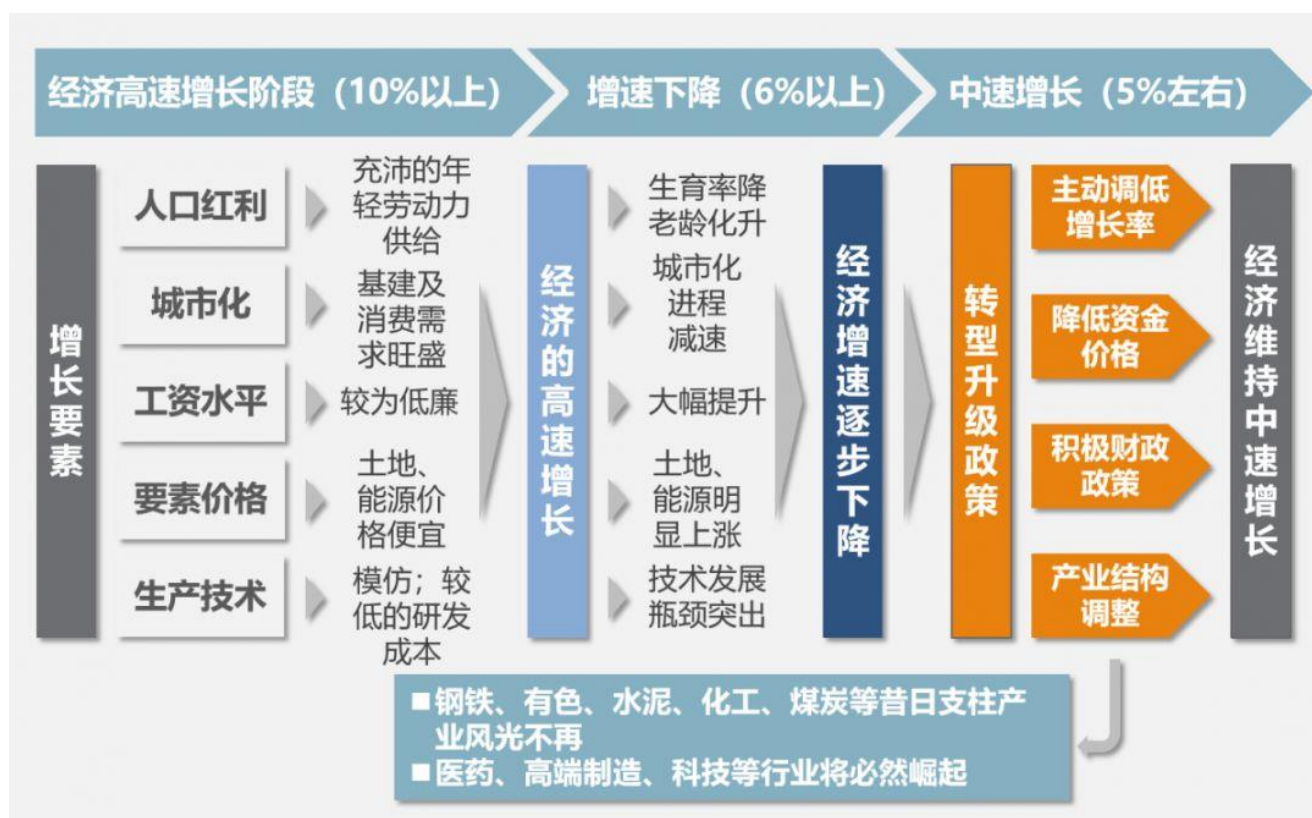 经济高速增长阶段（10%以上）
增速下降（6%以上）
中速增长（5%左右）
增长要素
人口红利
充沛的年
轻劳动力
供给
城市化
基建及
消费需
求旺盛
工资水平
较为低廉
要素价格
土地、
能源价
格便宜
生产技术
模仿；较
低的研发
成本
经济的高速增长
生育率降
老龄化升
城市化
进程
减速
大幅提升
土地、
能源明
显上涨
技术发展
瓶颈突出
经济增速逐步下降
转型升级政策
主动调低
增长率
降低资金
价格
积极财政
政策
产业结构
调整
经济维持中速增长
■钢铁、有色、水泥、化工、煤炭等昔日支柱产
业风光不再
■医药、高端制造、科技等行业将必然崛起